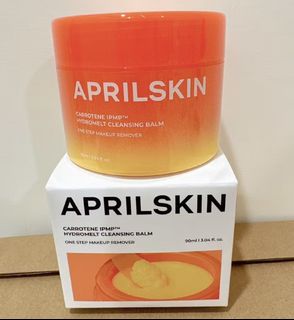 APRILSKIN
CARROTENE IPMP™
HYDROMELT CLEANSING BALM
ONE STEP MAKEUP REMOVER
APRILSKIN
CARROTENE IPMP™
HYDROMELT CLEANSING BALM
ONE STEP MAKEUP REMOVER
90ml / 3.04 fl. oz.